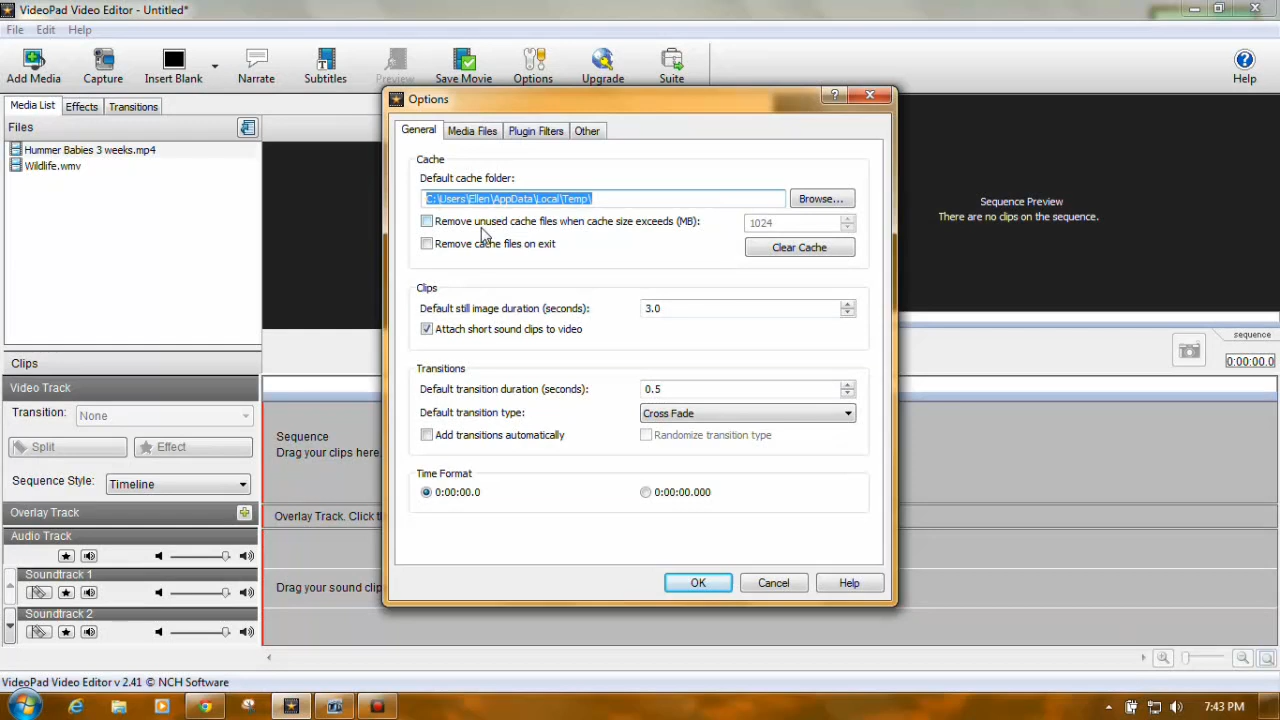 VideoPad Video Editor - Untitled*
File Edit Help
Add Media Capture Insert Blank Narrate Subtitles Preview Save Movie Options Upgrade Suite Help
Media List Effects Transitions
Files
Hummer Babies 3 weeks.mp4
Wildlife.wmv
Options
General Media Files Plugin Filters Other
Cache
Default cache folder:
C:\Users\Ellen\AppData\Local\Temp\ Browse...
Remove unused cache files when cache size exceeds (MB): 1024
Remove cache files on exit Clear Cache
Clips
Default still image duration (seconds): 3.0
Attach short sound clips to video
Transitions
Default transition duration (seconds): 0.5
Default transition type: Cross Fade
Add transitions automatically Randomize transition type
Time Format
0:00:00.0 0:00:00.000
OK Cancel Help
Sequence Preview
There are no clips on the sequence.
sequence
0:00:00.0
Clips
Video Track
Transition: None
Split Effect
Sequence Style: Timeline
Sequence
Drag your clips here.
Overlay Track
Overlay Track. Click
Audio Track
Soundtrack 1
Drag your sound clip
Soundtrack 2
VideoPad Video Editor v 2.41 © NCH Software
7:43 PM